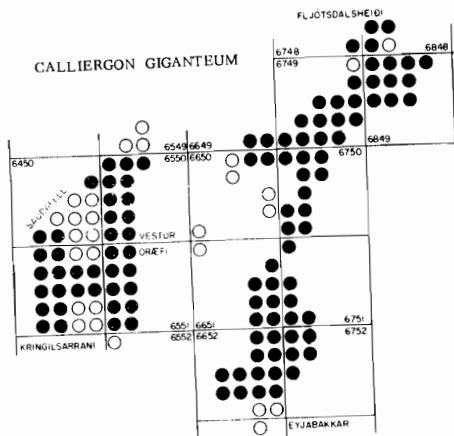 FLJÓTSDALSHEIÐI
CALLIERGON GIGANTEUM
6748 6848
6749
6549 6649 6750 6849
6450 6550 6650
SAUÐAFELL
VESTUR
ÖRÆFI
6551 6651 6751
KRINGILSÁRRANI 6552 6652 6752
EYJABAKKAR